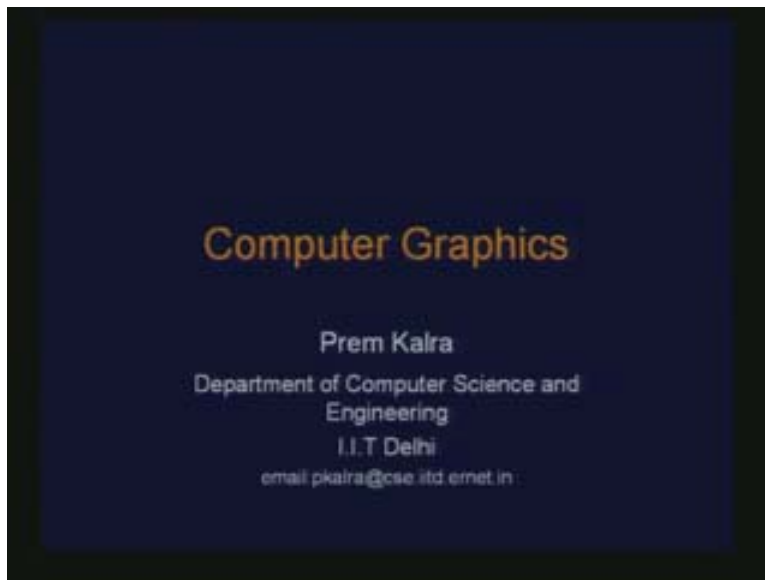 Computer Graphics
Prem Kalra
Department of Computer Science and
Engineering
I.I.T Delhi
email:pkalra@cse.iitd.ernet.in